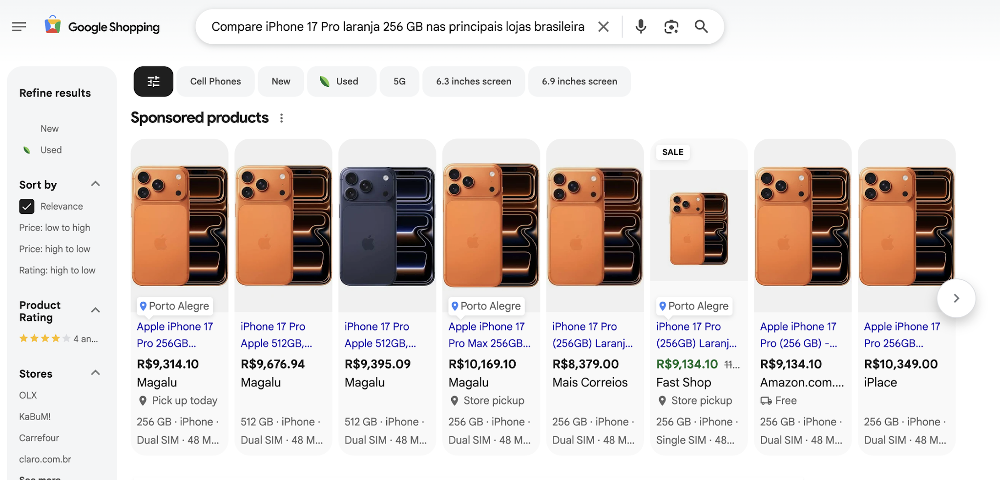 Google Shopping
Compare iPhone 17 Pro laranja 256 GB nas principais lojas brasileira
Refine results
New
Used
Sort by
Relevance
Price: low to high
Price: high to low
Rating: high to low
Product
Rating
4 an...
Stores
OLX
KaBuM!
Carrefour
claro.com.br
See more
Cell Phones
New
Used
5G
6.3 inches screen
6.9 inches screen
Sponsored products
Porto Alegre
Apple iPhone 17
Pro 256GB...
R$9,314.10
Magalu
Pick up today
256 GB · iPhone ·
Dual SIM · 48 M...
iPhone 17 Pro
Apple 512GB,...
R$9,676.94
Magalu
512 GB · iPhone ·
Dual SIM · 48 M...
iPhone 17 Pro
Apple 512GB,...
R$9,395.09
Magalu
512 GB · iPhone ·
Dual SIM · 48 M...
Porto Alegre
Apple iPhone 17
Pro Max 256GB...
R$10,169.10
Magalu
Store pickup
256 GB · iPhone ·
Dual SIM · 48 M...
iPhone 17 Pro
(256GB) Laranj...
R$8,379.00
Mais Correios
256 GB · iPhone ·
Dual SIM · 48 M...
SALE
Porto Alegre
iPhone 17 Pro
(256GB) Laranj...
R$9,134.10 11...
Fast Shop
Store pickup
256 GB · iPhone ·
Single SIM · 48...
Apple iPhone 17
Pro (256 GB) -...
R$9,134.10
Amazon.com....
Free
256 GB · iPhone ·
Dual SIM · 48 M...
Apple iPhone 17
Pro 256GB...
R$10,349.00
iPlace
256 GB · iPhone ·
Dual SIM · 48 M...